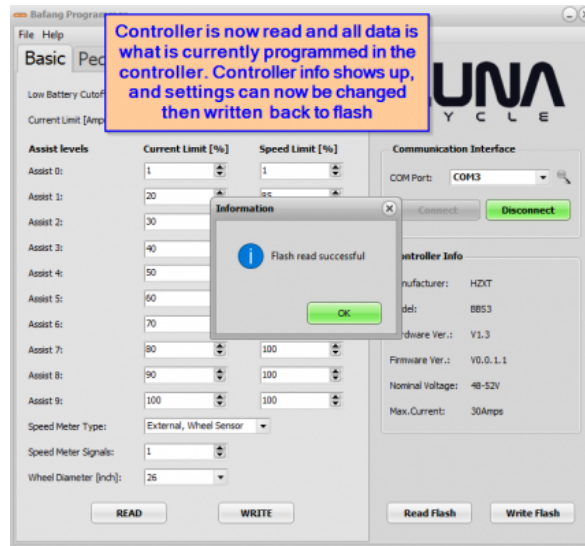 Bafang Programmer
File Help
Controller is now read and all data is
what is currently programmed in the
controller. Controller info shows up,
and settings can now be changed
then written back to flash
LUNA
CYCLE
Basic
Low Battery Cutoff
Current Limit [Amp
Assist levels Current Limit [%] Speed Limit [%]
Assist 0: 1 1
Assist 1: 20
Assist 2: 30
Assist 3: 40
Assist 4: 50
Assist 5: 60
Assist 6: 70
Assist 7: 80 100
Assist 8: 90 100
Assist 9: 100 100
Speed Meter Type: External, Wheel Sensor
Speed Meter Signals: 1
Wheel Diameter [inch]: 26
READ WRITE
Information
Flash read successful
OK
Communication Interface
COM Port: COM3
Connect Disconnect
Controller Info
HZXT
BBS3
V1.3
Firmware Ver.: V0.0.1.1
Nominal Voltage: 48-52V
Max.Current: 30Amps
Read Flash Write Flash